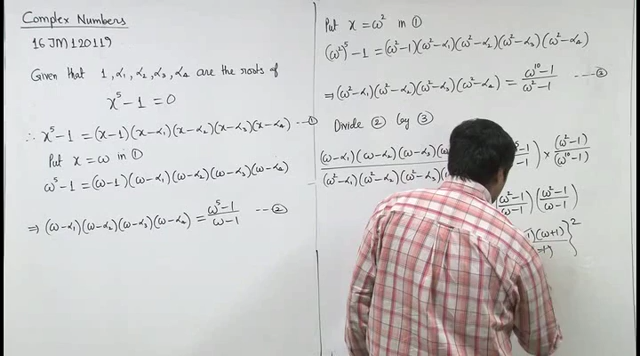 Complex Numbers
16JM120119
Given that 1, α₁, α₂, α₃, α₄ are the roots of
x⁵ - 1 = 0
∴ x⁵-1 = (x-1)(x-α₁)(x-α₂)(x-α₃)(x-α₄) --- ①
Put x = ω in ①
ω⁵-1 = (ω-1)(ω-α₁)(ω-α₂)(ω-α₃)(ω-α₄)
⇒ (ω-α₁)(ω-α₂)(ω-α₃)(ω-α₄) = (ω⁵-1)/(ω-1) --- ②
Put x = ω² in ①
(ω²)⁵ - 1 = (ω²-1)(ω²-α₁)(ω²-α₂)(ω²-α₃)(ω²-α₄)
⇒ (ω²-α₁)(ω²-α₂)(ω²-α₃)(ω²-α₄) = (ω¹⁰-1)/(ω²-1) --- ③
Divide ② by ③
(ω-α₁)(ω-α₂)(ω-α₃)(ω
(ω²-α₁)(ω²-α₂)(ω²-α₃)(ω²
) × (ω²-1)/(ω¹⁰-1)
(ω²-1)/(ω-1) ((ω²-1)/(ω-1))
)(ω+1) }²